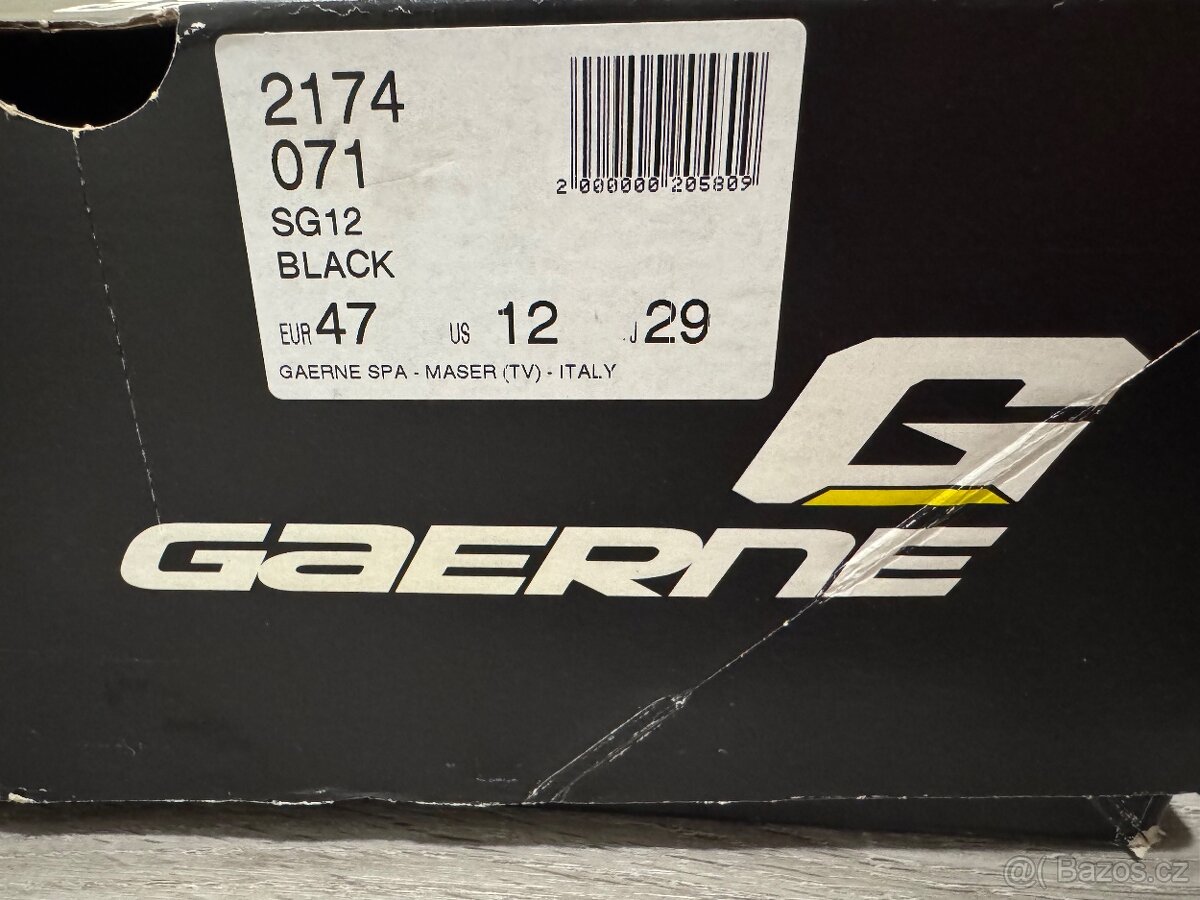 2174
071
SG12
BLACK
EUR 47 US 12 J 29
GAERNE SPA - MASER (TV) - ITALY
2 000000 205809
G
GAERNE
@( Bazos.cz